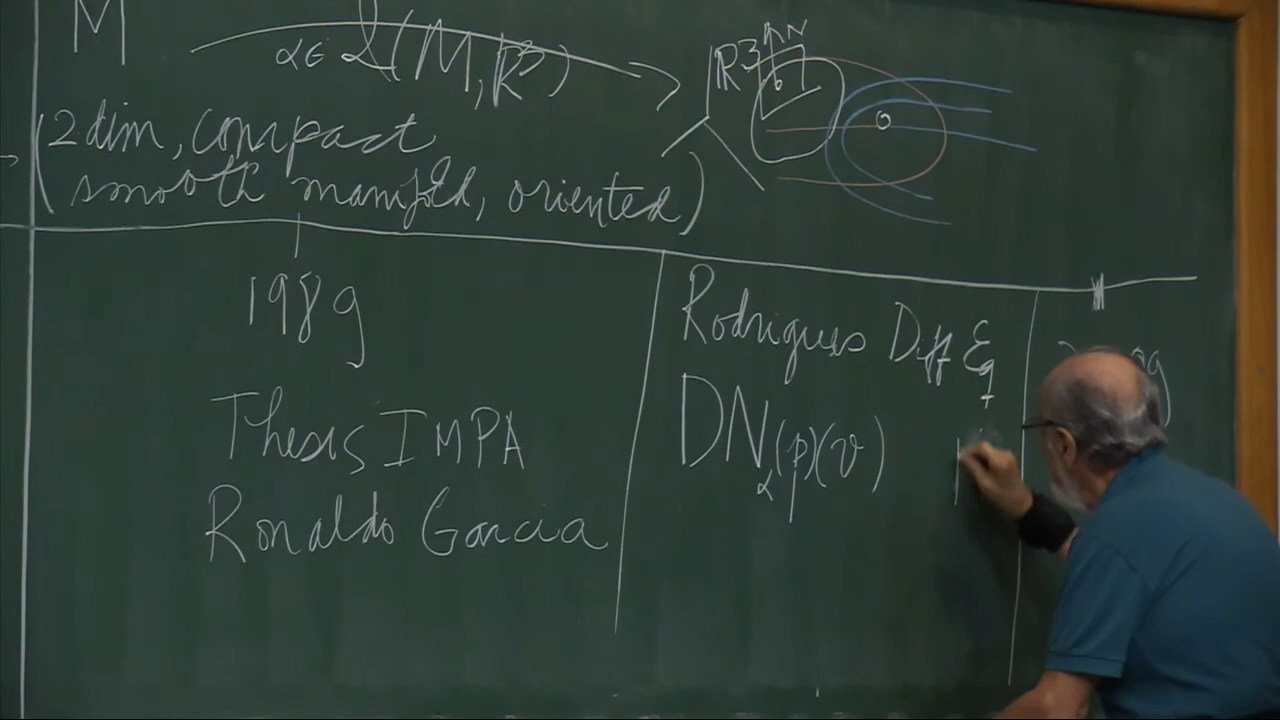 M
α∈ 𝓛(M, R³)
R³
N
(2 dim, compact
smooth manifold, oriented)
1989
Thesis IMPA
Ronaldo Garcia
Rodrigues Diff Eq
DN_α(p)(v)